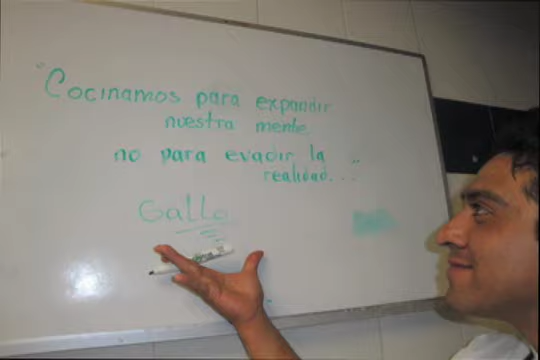 "Cocinamos para expandir
nuestra mente
no para evadir la
realidad..."
Gallo